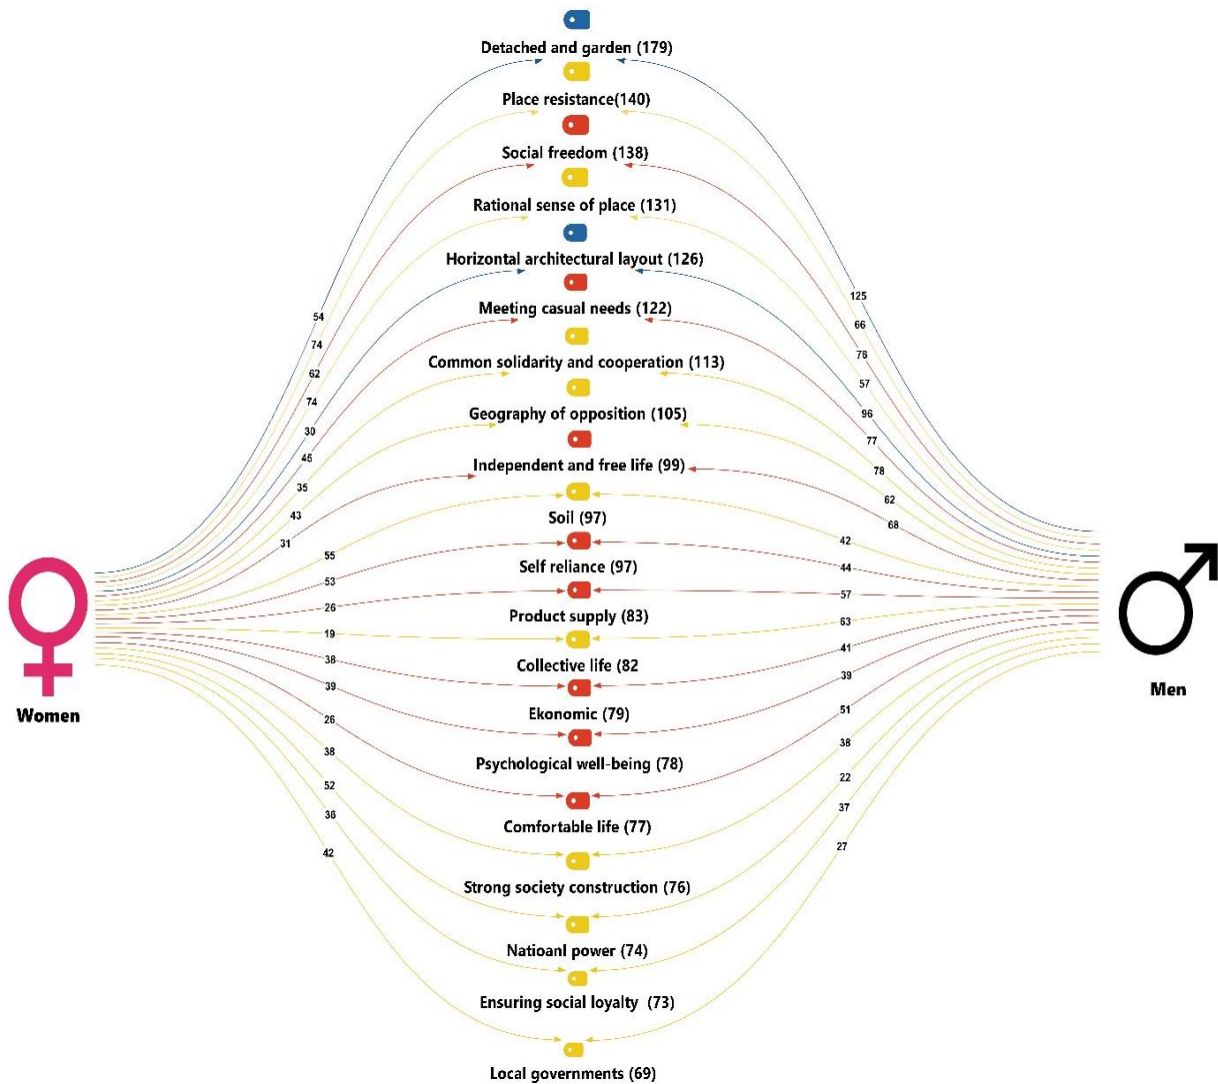 Detached and garden (179)
Place resistance(140)
Social freedom (138)
Rational sense of place (131)
Horizontal architectural layout (126)
Meeting casual needs (122)
Common solidarity and cooperation (113)
Geography of opposition (105)
Independent and free life (99)
Soil (97)
Self reliance (97)
Product supply (83)
Collective life (82
Ekonomic (79)
Psychological well-being (78)
Comfortable life (77)
Strong society construction (76)
Natioanl power (74)
Ensuring social loyalty (73)
Local governments (69)
Women
54
74
62
74
30
45
35
43
31
55
53
26
19
38
39
26
38
52
36
42
Men
125
66
76
57
96
77
78
62
68
42
44
57
63
41
39
51
38
22
37
27